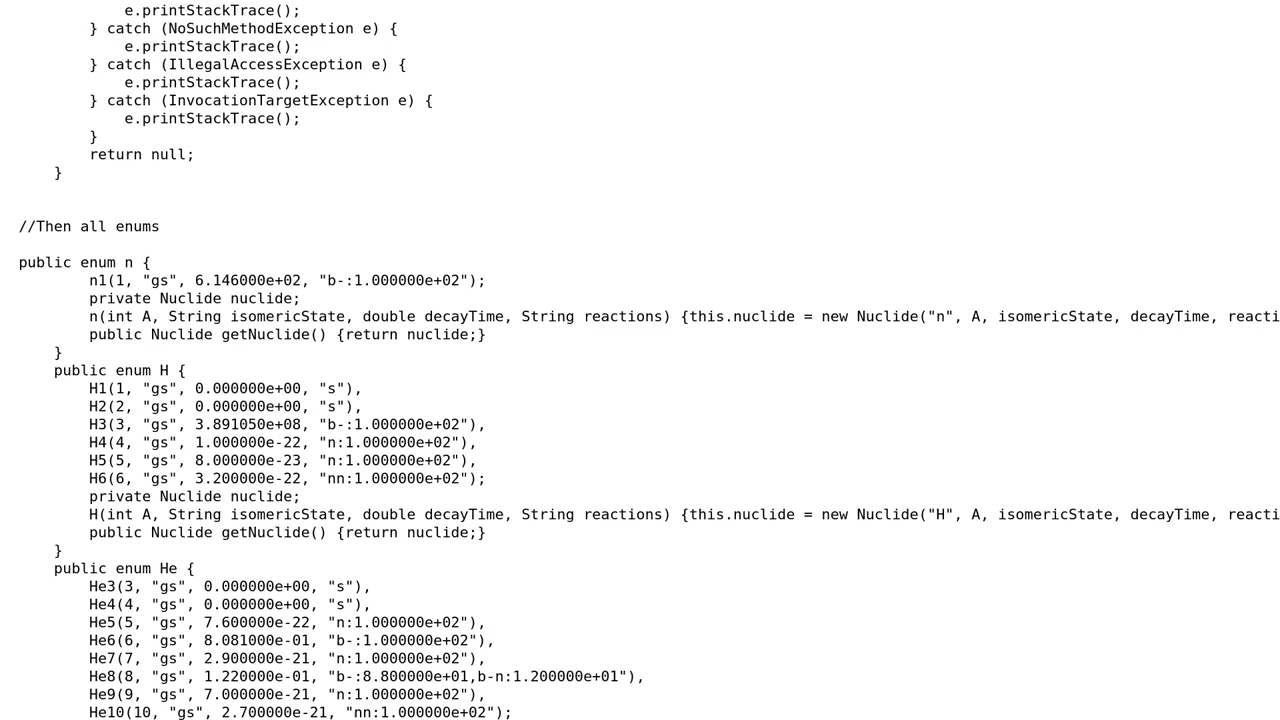 e.printStackTrace();
} catch (NoSuchMethodException e) {
e.printStackTrace();
} catch (IllegalAccessException e) {
e.printStackTrace();
} catch (InvocationTargetException e) {
e.printStackTrace();
}
return null;
}
//Then all enums
public enum n {
n1(1, "gs", 6.146000e+02, "b-:1.000000e+02");
private Nuclide nuclide;
n(int A, String isomericState, double decayTime, String reactions) {this.nuclide = new Nuclide("n", A, isomericState, decayTime, reacti
public Nuclide getNuclide() {return nuclide;}
}
public enum H {
H1(1, "gs", 0.000000e+00, "s"),
H2(2, "gs", 0.000000e+00, "s"),
H3(3, "gs", 3.891050e+08, "b-:1.000000e+02"),
H4(4, "gs", 1.000000e-22, "n:1.000000e+02"),
H5(5, "gs", 8.000000e-23, "n:1.000000e+02"),
H6(6, "gs", 3.200000e-22, "nn:1.000000e+02");
private Nuclide nuclide;
H(int A, String isomericState, double decayTime, String reactions) {this.nuclide = new Nuclide("H", A, isomericState, decayTime, reacti
public Nuclide getNuclide() {return nuclide;}
}
public enum He {
He3(3, "gs", 0.000000e+00, "s"),
He4(4, "gs", 0.000000e+00, "s"),
He5(5, "gs", 7.600000e-22, "n:1.000000e+02"),
He6(6, "gs", 8.081000e-01, "b-:1.000000e+02"),
He7(7, "gs", 2.900000e-21, "n:1.000000e+02"),
He8(8, "gs", 1.220000e-01, "b-:8.800000e+01,b-n:1.200000e+01"),
He9(9, "gs", 7.000000e-21, "n:1.000000e+02"),
He10(10, "gs", 2.700000e-21, "nn:1.000000e+02");